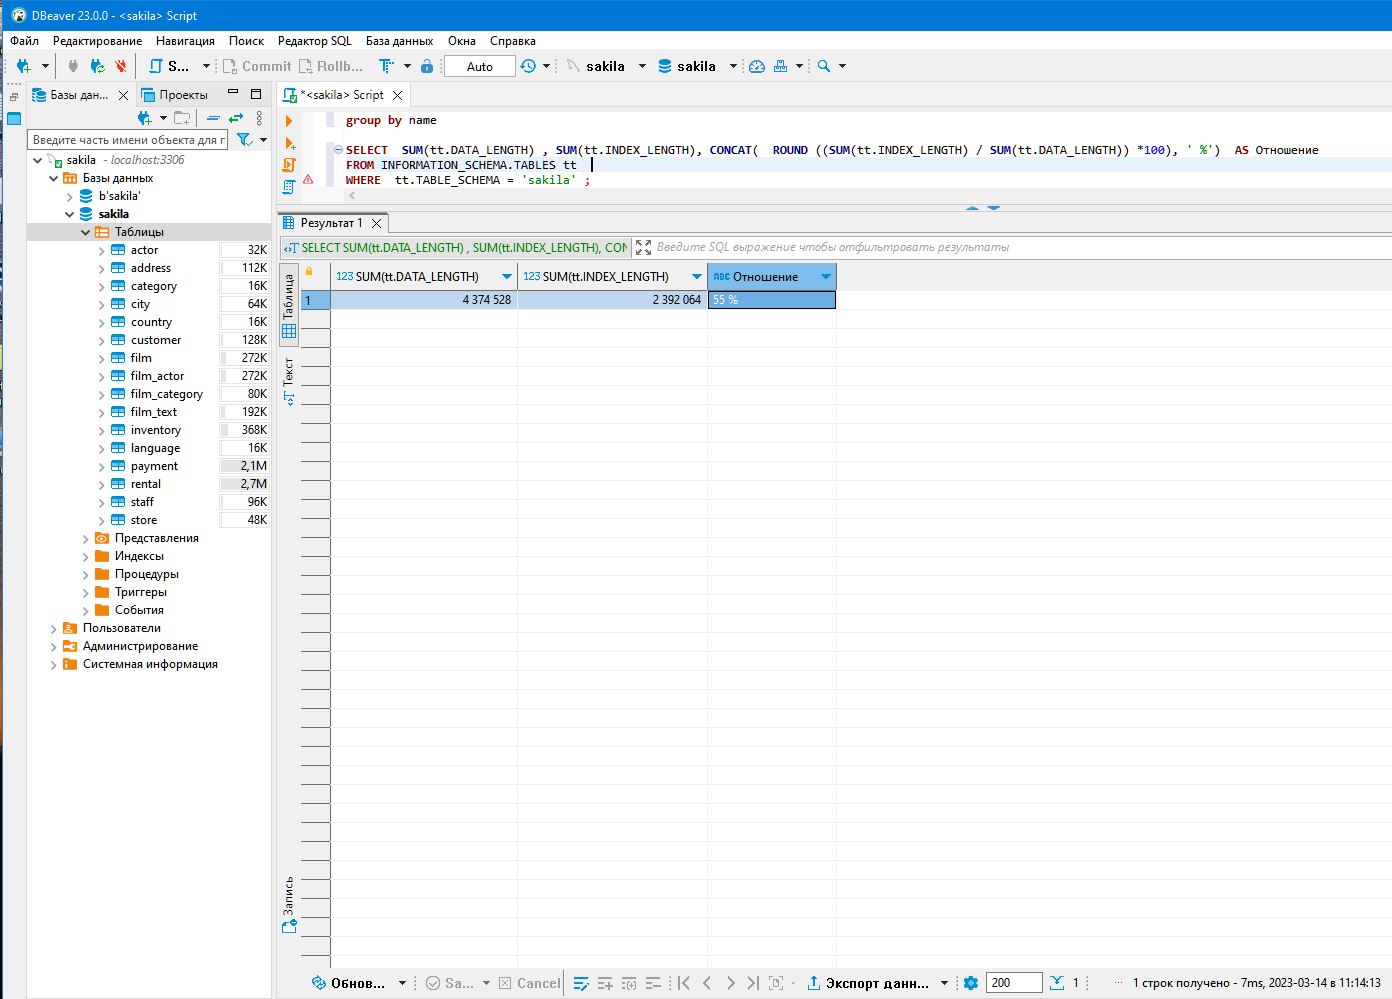 DBeaver 23.0.0 - <sakila> Script
Файл Редактирование Навигация Поиск Редактор SQL База данных Окна Справка
S... Commit Rollb... Auto sakila sakila
Базы дан... Проекты
*<sakila> Script
Введите часть имени объекта для г
sakila - localhost:3306
Базы данных
b'sakila'
sakila
Таблицы
actor 32K
address 112K
category 16K
city 64K
country 16K
customer 128K
film 272K
film_actor 272K
film_category 80K
film_text 192K
inventory 368K
language 16K
payment 2,1M
rental 2,7M
staff 96K
store 48K
Представления
Индексы
Процедуры
Триггеры
События
Пользователи
Администрирование
Системная информация
group by name
SELECT SUM(tt.DATA_LENGTH) , SUM(tt.INDEX_LENGTH), CONCAT( ROUND ((SUM(tt.INDEX_LENGTH) / SUM(tt.DATA_LENGTH)) *100), ' %') AS Отношение
FROM INFORMATION_SCHEMA.TABLES tt
WHERE tt.TABLE_SCHEMA = 'sakila' ;
Результат 1
SELECT SUM(tt.DATA_LENGTH) , SUM(tt.INDEX_LENGTH), CON
Введите SQL выражение чтобы отфильтровать результаты
Таблица
Текст
Запись
123 SUM(tt.DATA_LENGTH) 123 SUM(tt.INDEX_LENGTH) ABC Отношение
1 4 374 528 2 392 064 55 %
Обнов... Sa... Cancel Экспорт данн... 200 1 ... 1 строк получено - 7ms, 2023-03-14 в 11:14:13